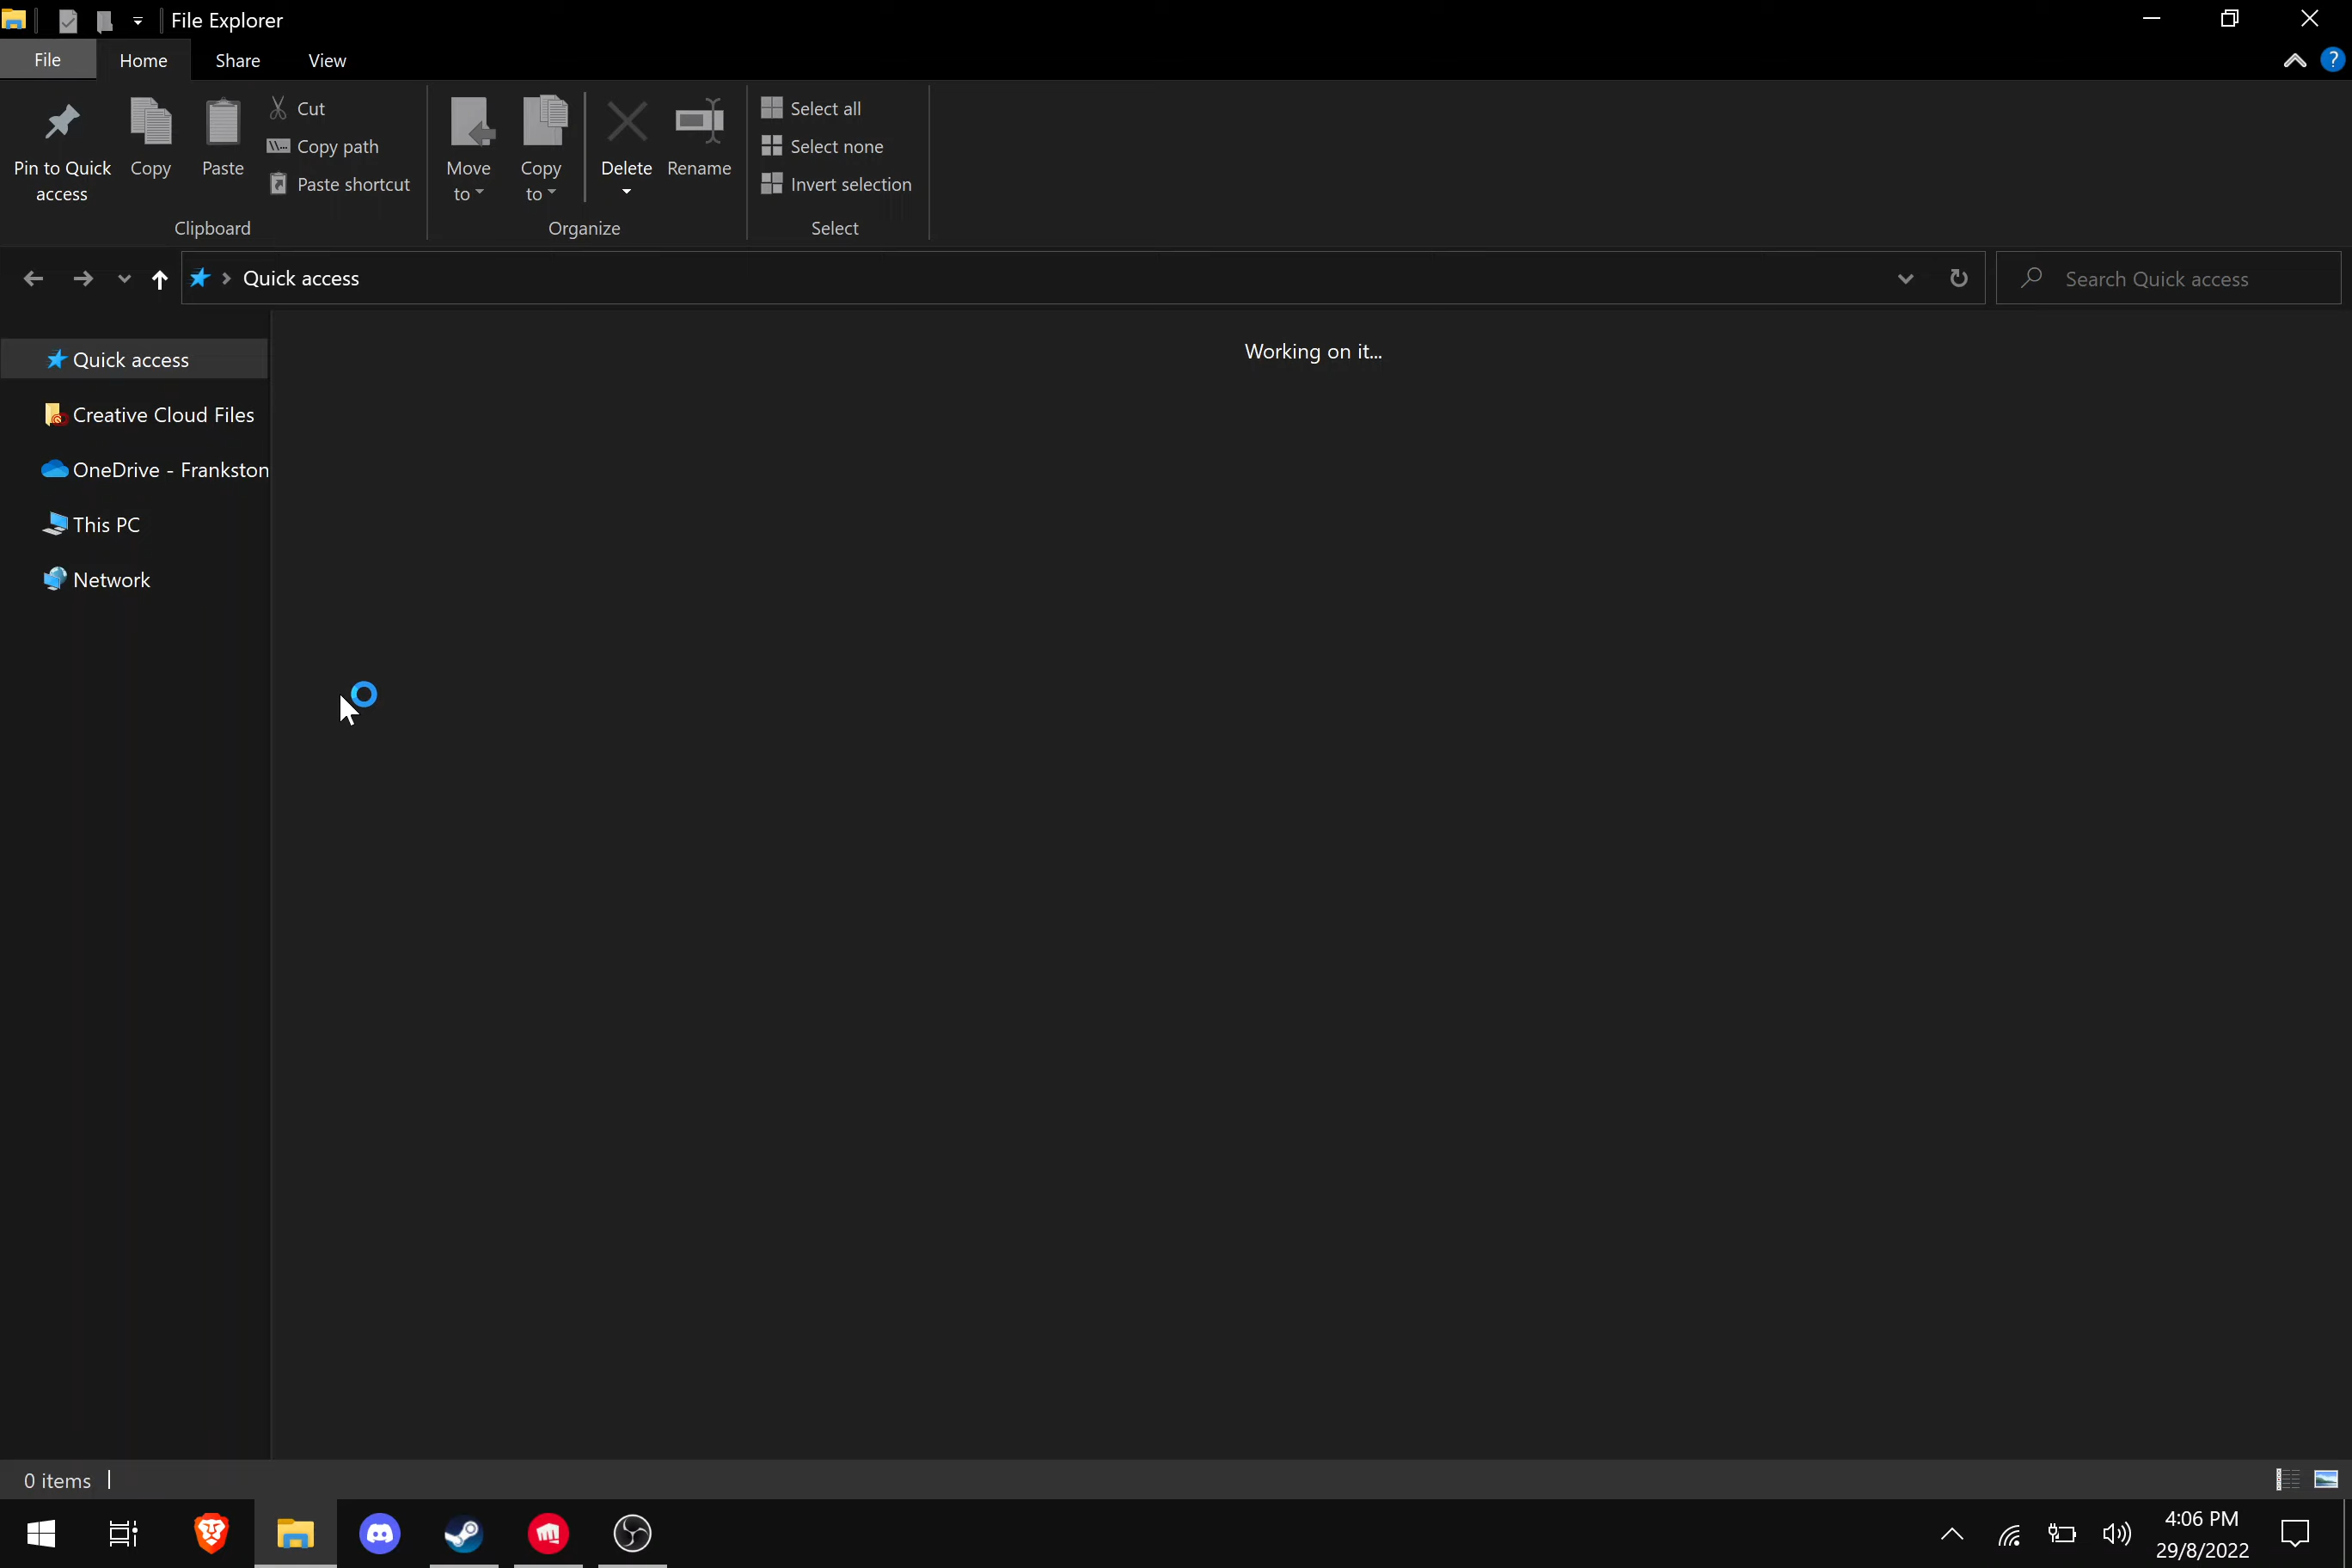 File Explorer
File
Home
Share
View
?
Pin to Quick
access
Copy
Paste
Cut
Copy path
Paste shortcut
Clipboard
Move
to
Copy
to
Delete
Rename
Organize
Select all
Select none
Invert selection
Select
Quick access
Search Quick access
Quick access
Creative Cloud Files
OneDrive - Frankston
This PC
Network
Working on it...
0 items
4:06 PM
29/8/2022